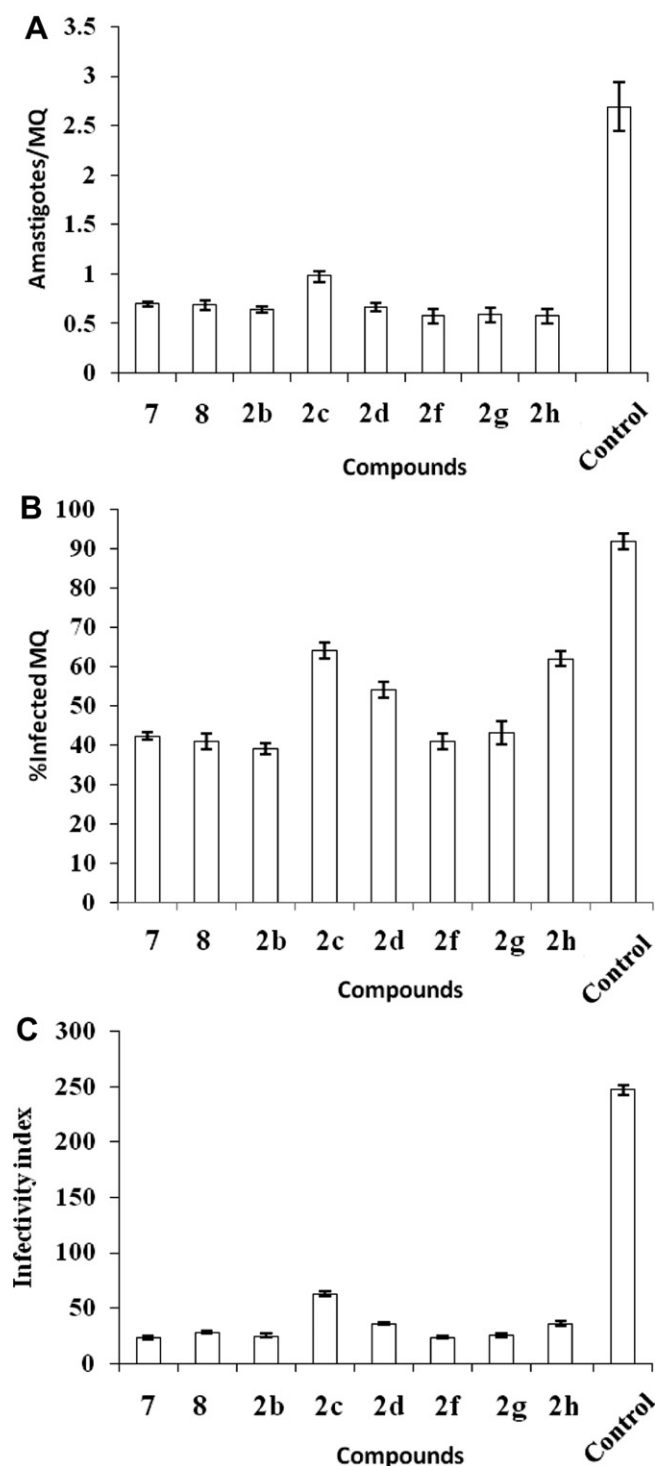 A
Amastigotes/MQ
3.5
3
2.5
2
1.5
1
0.5
0
7 8 2b 2c 2d 2f 2g 2h Control
Compounds
B
%Infected MQ
100
90
80
70
60
50
40
30
20
10
0
7 8 2b 2c 2d 2f 2g 2h Control
Compounds
C
Infectivity index
300
250
200
150
100
50
0
7 8 2b 2c 2d 2f 2g 2h Control
Compounds